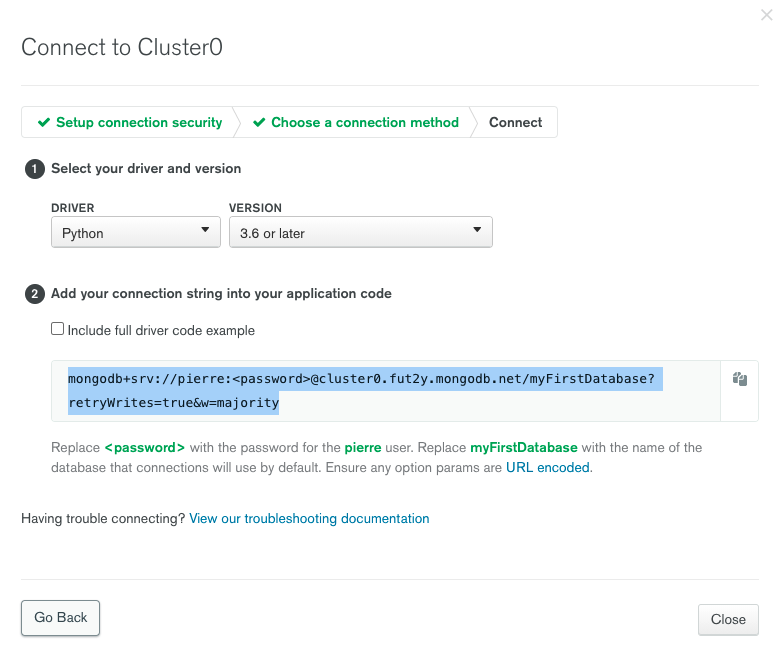 Connect to Cluster0
Setup connection security
Choose a connection method
Connect
1 Select your driver and version
DRIVER
VERSION
Python
3.6 or later
2 Add your connection string into your application code
Include full driver code example
mongodb+srv://pierre:<password>@cluster0.fut2y.mongodb.net/myFirstDatabase?
retryWrites=true&w=majority
Replace <password> with the password for the pierre user. Replace myFirstDatabase with the name of the
database that connections will use by default. Ensure any option params are URL encoded.
Having trouble connecting? View our troubleshooting documentation
Go Back
Close